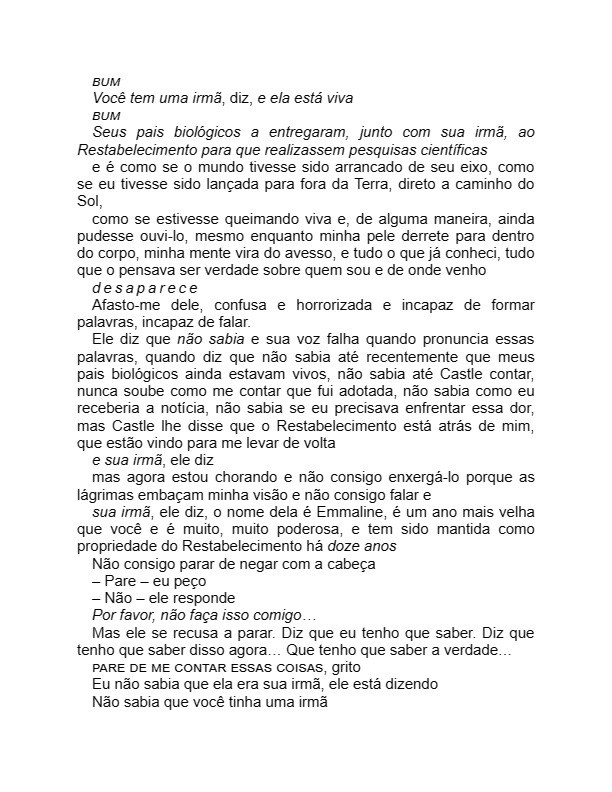 BUM
Você tem uma irmã, diz, e ela está viva
BUM
Seus pais biológicos a entregaram, junto com sua irmã, ao
Restabelecimento para que realizassem pesquisas científicas
e é como se o mundo tivesse sido arrancado de seu eixo, como
se eu tivesse sido lançada para fora da Terra, direto a caminho do
Sol,
como se estivesse queimando viva e, de alguma maneira, ainda
pudesse ouvi-lo, mesmo enquanto minha pele derrete para dentro
do corpo, minha mente vira do avesso, e tudo o que já conheci, tudo
que o pensava ser verdade sobre quem sou e de onde venho
d e s a p a r e c e
Afasto-me dele, confusa e horrorizada e incapaz de formar
palavras, incapaz de falar.
Ele diz que não sabia e sua voz falha quando pronuncia essas
palavras, quando diz que não sabia até recentemente que meus
pais biológicos ainda estavam vivos, não sabia até Castle contar,
nunca soube como me contar que fui adotada, não sabia como eu
receberia a notícia, não sabia se eu precisava enfrentar essa dor,
mas Castle lhe disse que o Restabelecimento está atrás de mim,
que estão vindo para me levar de volta
e sua irmã, ele diz
mas agora estou chorando e não consigo enxergá-lo porque as
lágrimas embaçam minha visão e não consigo falar e
sua irmã, ele diz, o nome dela é Emmaline, é um ano mais velha
que você e é muito, muito poderosa, e tem sido mantida como
propriedade do Restabelecimento há doze anos
Não consigo parar de negar com a cabeça
– Pare – eu peço
– Não – ele responde
Por favor, não faça isso comigo…
Mas ele se recusa a parar. Diz que eu tenho que saber. Diz que
tenho que saber disso agora… Que tenho que saber a verdade…
PARE DE ME CONTAR ESSAS COISAS, grito
Eu não sabia que ela era sua irmã, ele está dizendo
Não sabia que você tinha uma irmã